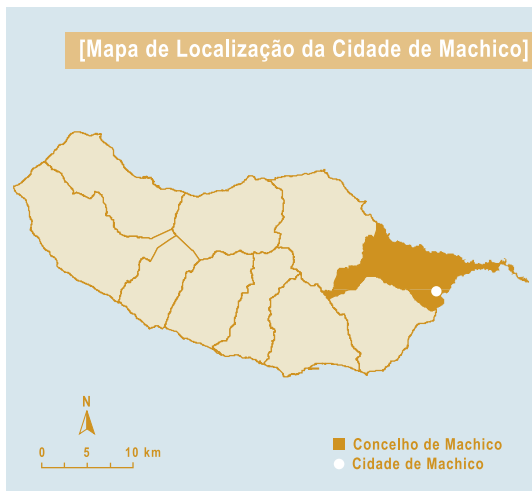 [Mapa de Localização da Cidade de Machico]
N
0 5 10 km
Concelho de Machico
Cidade de Machico